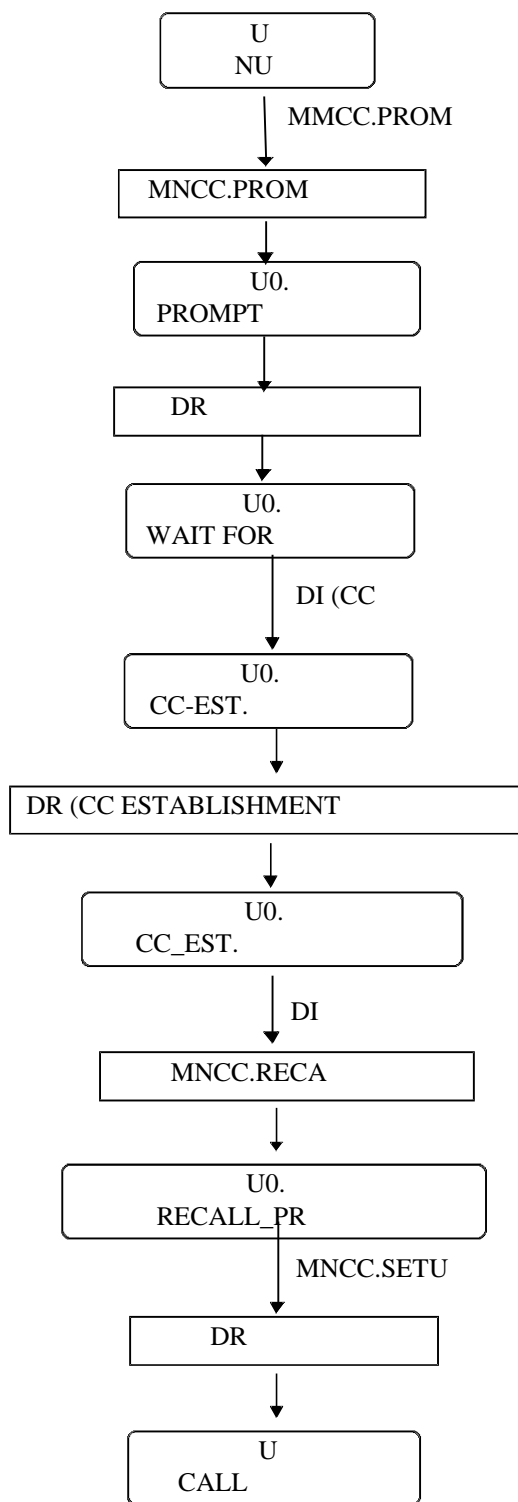 U
NU
MMCC.PROM
MNCC.PROM
U0.
PROMPT
DR
U0.
WAIT FOR
DI (CC
U0.
CC-EST.
DR (CC ESTABLISHMENT
U0.
CC_EST.
DI
MNCC.RECA
U0.
RECALL_PR
MNCC.SETU
DR
U
CALL